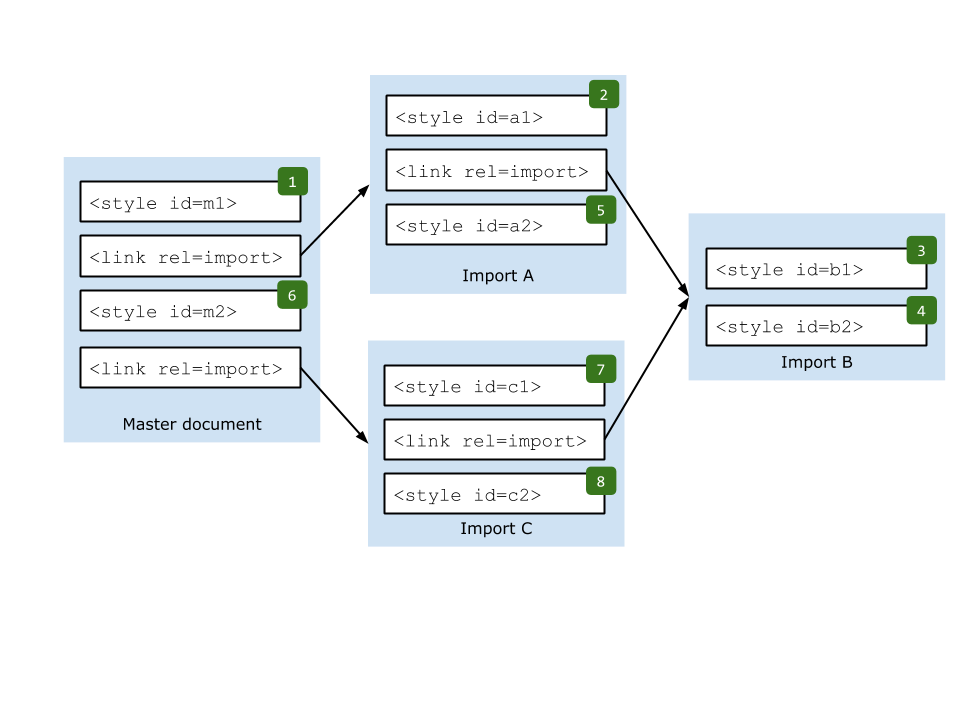 1
<style id=m1>
<link rel=import>
6
<style id=m2>
<link rel=import>
Master document
2
<style id=a1>
<link rel=import>
5
<style id=a2>
Import A
7
<style id=c1>
<link rel=import>
8
<style id=c2>
Import C
3
<style id=b1>
4
<style id=b2>
Import B